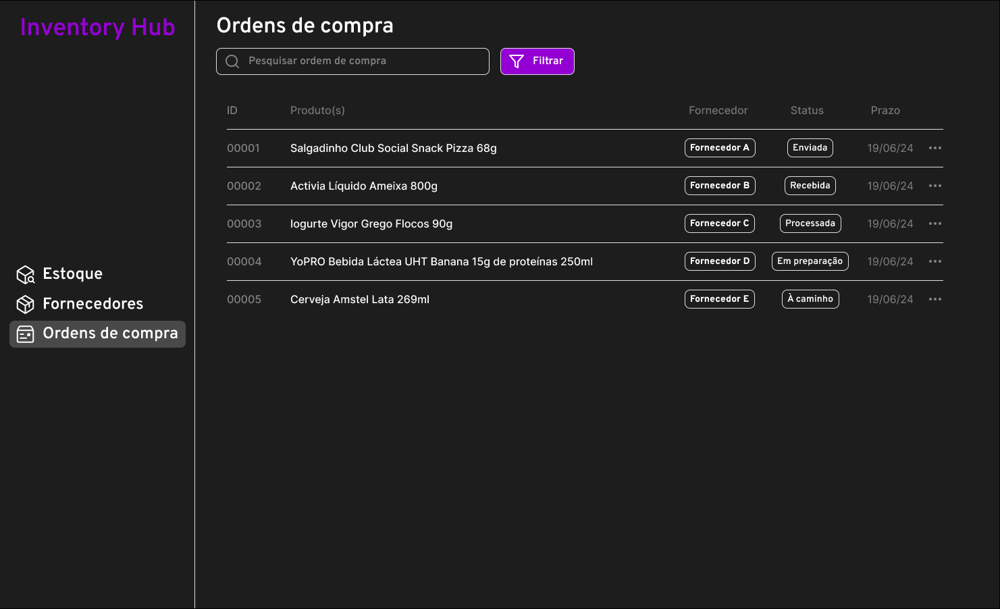 Inventory Hub
Estoque
Fornecedores
Ordens de compra
Ordens de compra
Pesquisar ordem de compra
Filtrar
ID Produto(s) Fornecedor Status Prazo
00001 Salgadinho Club Social Snack Pizza 68g Fornecedor A Enviada 19/06/24
00002 Activia Líquido Ameixa 800g Fornecedor B Recebida 19/06/24
00003 Iogurte Vigor Grego Flocos 90g Fornecedor C Processada 19/06/24
00004 YoPRO Bebida Láctea UHT Banana 15g de proteínas 250ml Fornecedor D Em preparação 19/06/24
00005 Cerveja Amstel Lata 269ml Fornecedor E À caminho 19/06/24